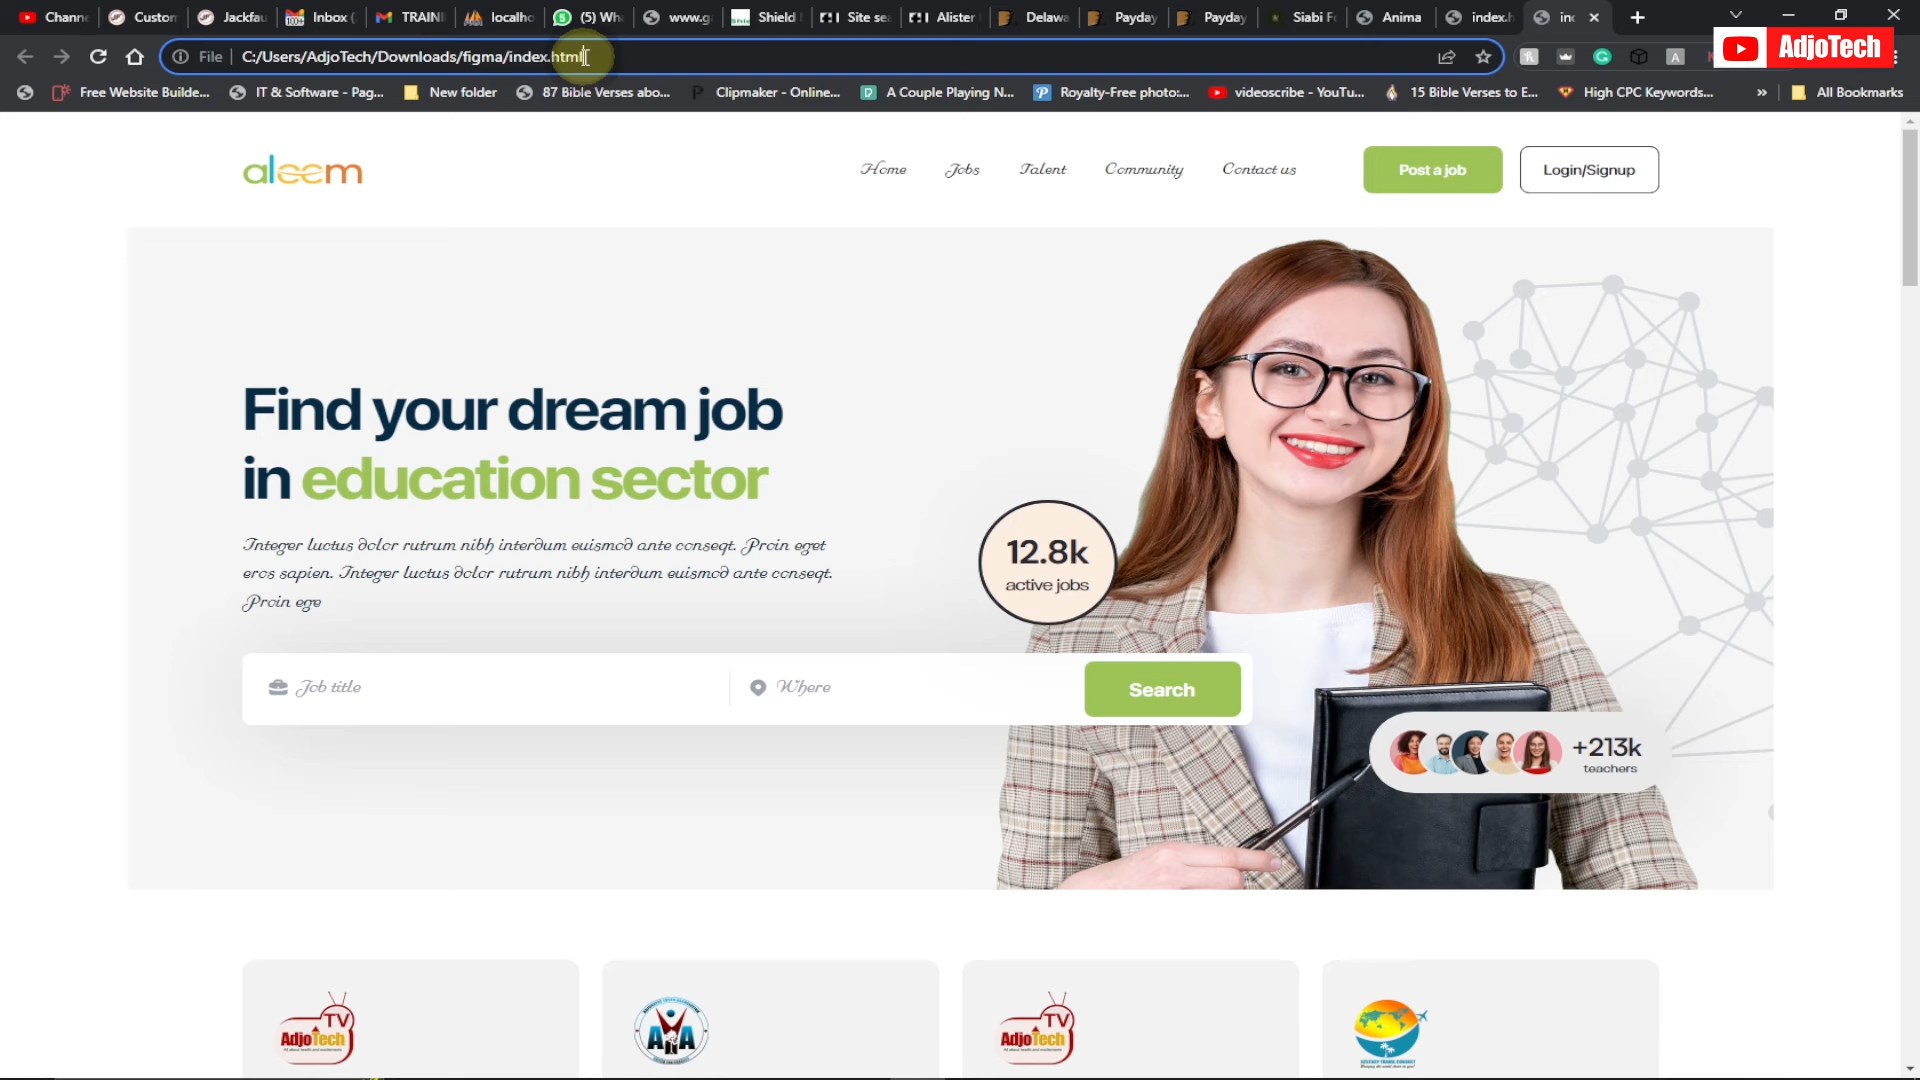 Chann
Custon
Jackfau
Inbox (
TRAINI
localho
(5) Wh
www.g
Shield
Site se
Alister
Delawa
Payday
Payday
Siabi F
Anima
index.h
in
File
C:/Users/AdjoTech/Downloads/figma/index.html
AdjoTech
Free Website Builde...
IT & Software - Pag...
New folder
87 Bible Verses abo...
Clipmaker - Online...
A Couple Playing N...
Royalty-Free photo:...
videoscribe - YouTu...
15 Bible Verses to E...
High CPC Keywords...
»
All Bookmarks
aleem
Home
Jobs
Talent
Community
Contact us
Post a job
Login/Signup
Find your dream job
in education sector
Integer luctus dolor rutrum nibh interdum euismod ante conseqt. Proin eget
eros sapien. Integer luctus dolor rutrum nibh interdum euismod ante conseqt.
Proin ege
12.8k
active jobs
Job title
Where
Search
+213k
teachers
TV
AdjoTech
TV
AdjoTech